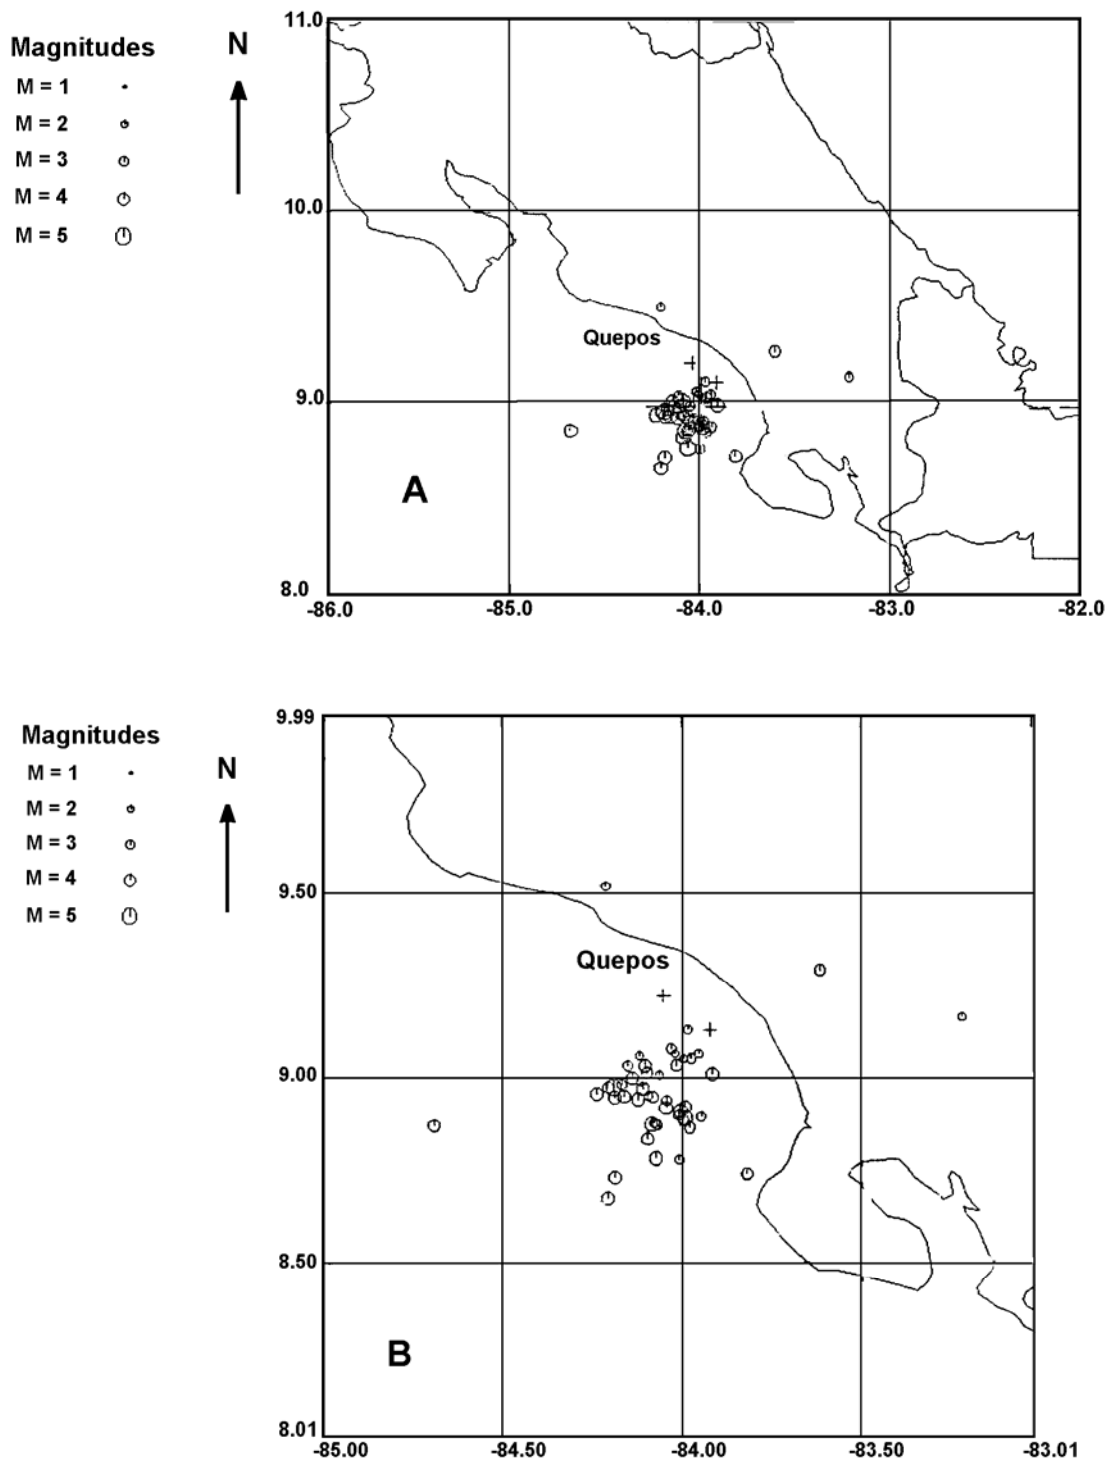 Magnitudes
M = 1
M = 2
M = 3
M = 4
M = 5
N
11.0
10.0
9.0
8.0
Quepos
A
-86.0 -85.0 -84.0 -83.0 -82.0
Magnitudes
M = 1
M = 2
M = 3
M = 4
M = 5
N
9.99
9.50
9.00
8.50
8.01
Quepos
B
-85.00 -84.50 -84.00 -83.50 -83.01